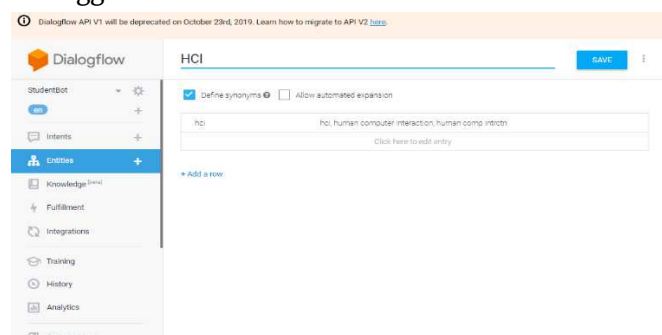 Dialogflow API V1 will be deprecated on October 23rd, 2019. Learn how to migrate to API V2 here.
Dialogflow
HCI
SAVE
StudentBot
Define synonyms
Allow automated expansion
en
hci
hci, human computer interaction, human comp intrctn
Click here to edit entry
Intents
Entities
+ Add a row
Knowledge [beta]
Fulfillment
Integrations
Training
History
Analytics